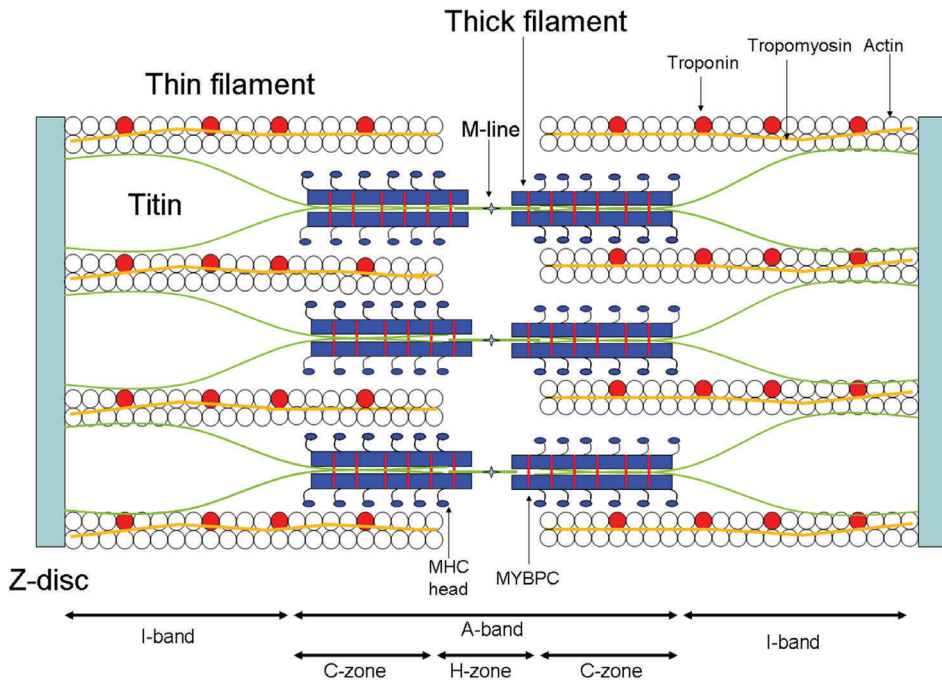 Thick filament
Troponin
Tropomyosin
Actin
Thin filament
M-line
Titin
Z-disc
MHC
head
MYBPC
I-band
A-band
I-band
C-zone
H-zone
C-zone